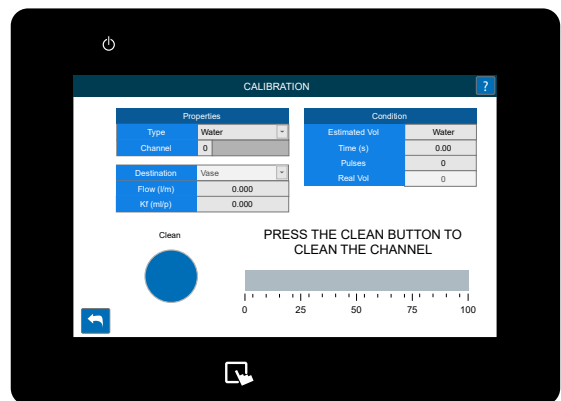 CALIBRATION
?
Properties
Type Water
Channel 0
Destination Vase
Flow (l/m) 0.000
Kf (ml/p) 0.000
Condition
Estimated Vol Water
Time (s) 0.00
Pulses 0
Real Vol 0
Clean
PRESS THE CLEAN BUTTON TO
CLEAN THE CHANNEL
0 25 50 75 100